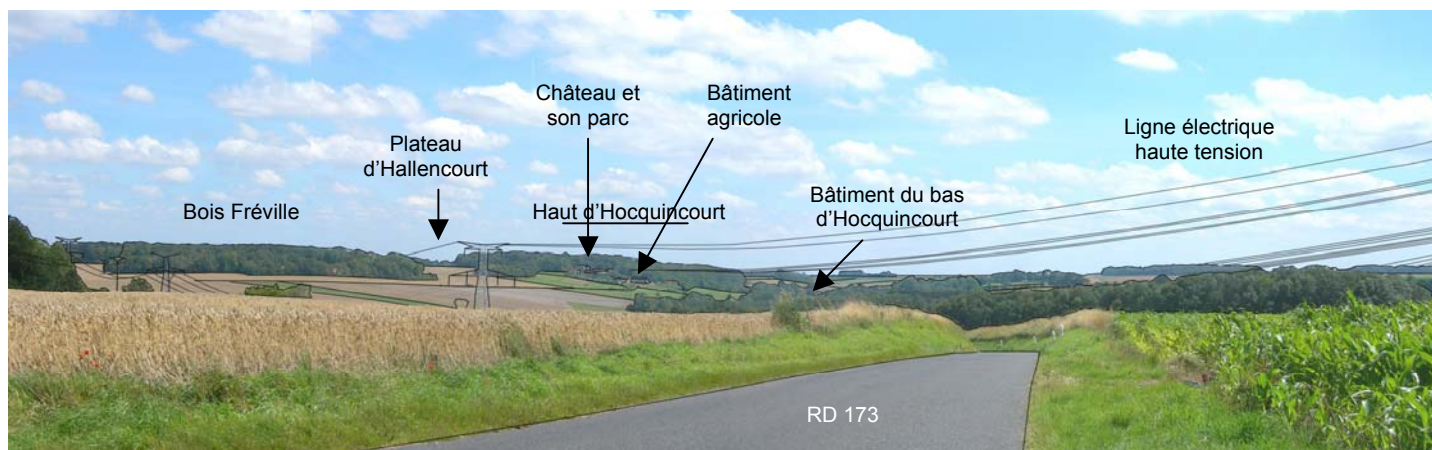 Château et
son parc
Bâtiment
agricole
Plateau
d'Hallencourt
Ligne électrique
haute tension
Bois Fréville
Haut d'Hocquincourt
Bâtiment du bas
d'Hocquincourt
RD 173